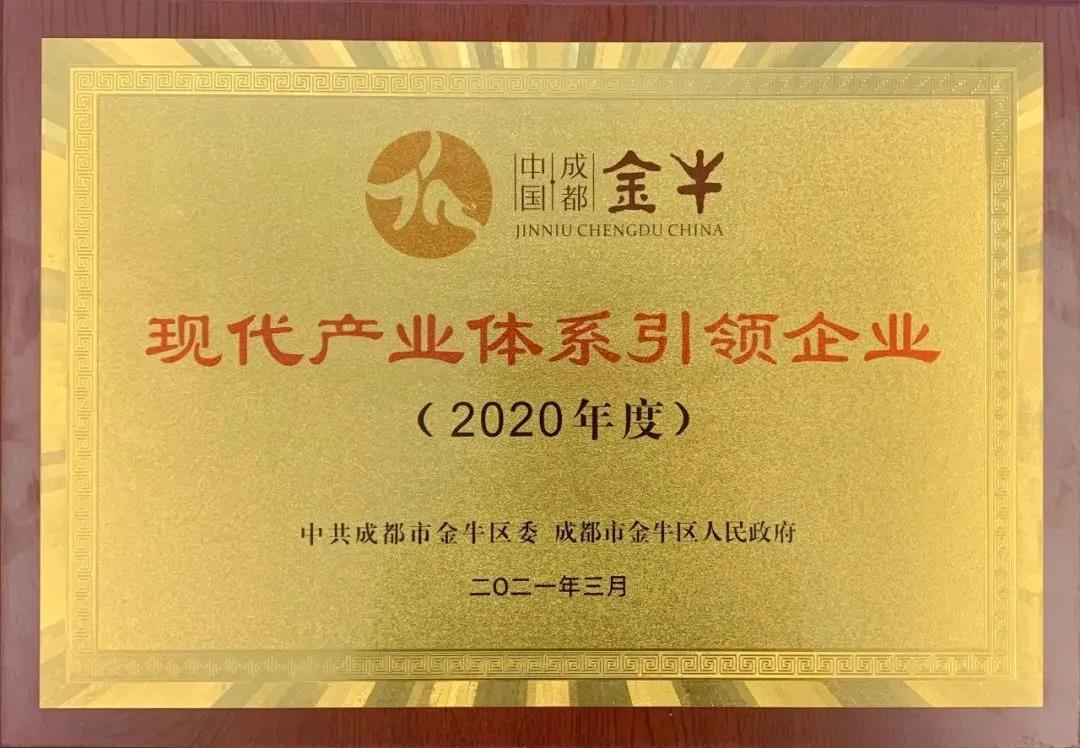 中国·成都 金牛
JINNIU CHENGDU CHINA
现代产业体系引领企业
（2020年度）
中共成都市金牛区委 成都市金牛区人民政府
二〇二一年三月